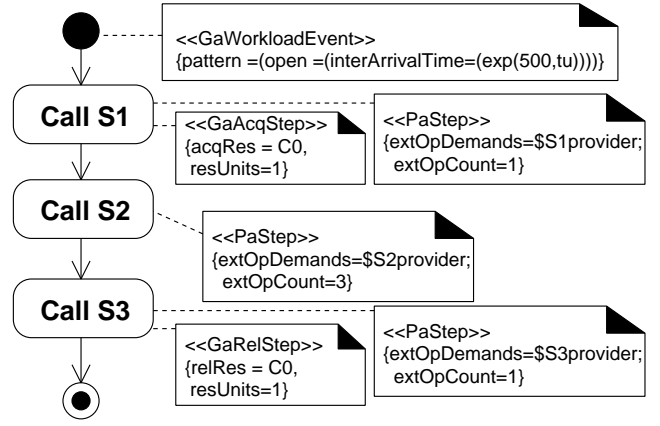 <<GaWorkloadEvent>>
{pattern =(open =(interArrivalTime=(exp(500,tu))))}
Call S1
<<GaAcqStep>>
{acqRes = C0,
resUnits=1}
<<PaStep>>
{extOpDemands=$S1provider;
extOpCount=1}
Call S2
<<PaStep>>
{extOpDemands=$S2provider;
extOpCount=3}
Call S3
<<GaRelStep>>
{relRes = C0,
resUnits=1}
<<PaStep>>
{extOpDemands=$S3provider;
extOpCount=1}